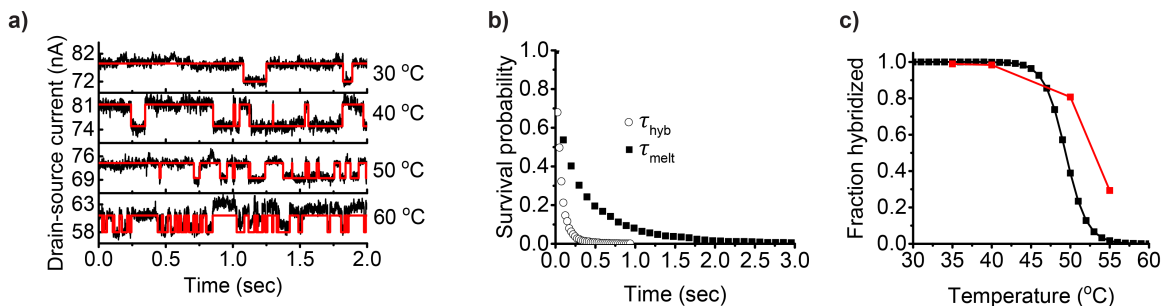 a)
Drain-source current (nA)
82
72
30 °C
81
74
40 °C
76
69
50 °C
63
58
60 °C
0.0 0.5 1.0 1.5 2.0
Time (sec)
b)
Survival probability
1.0
0.8
0.6
0.4
0.2
0.0
τhyb
τmelt
0.5 1.0 1.5 2.0 2.5 3.0
Time (sec)
c)
Fraction hybridized
1.0
0.8
0.6
0.4
0.2
0.0
30 35 40 45 50 55 60
Temperature (°C)